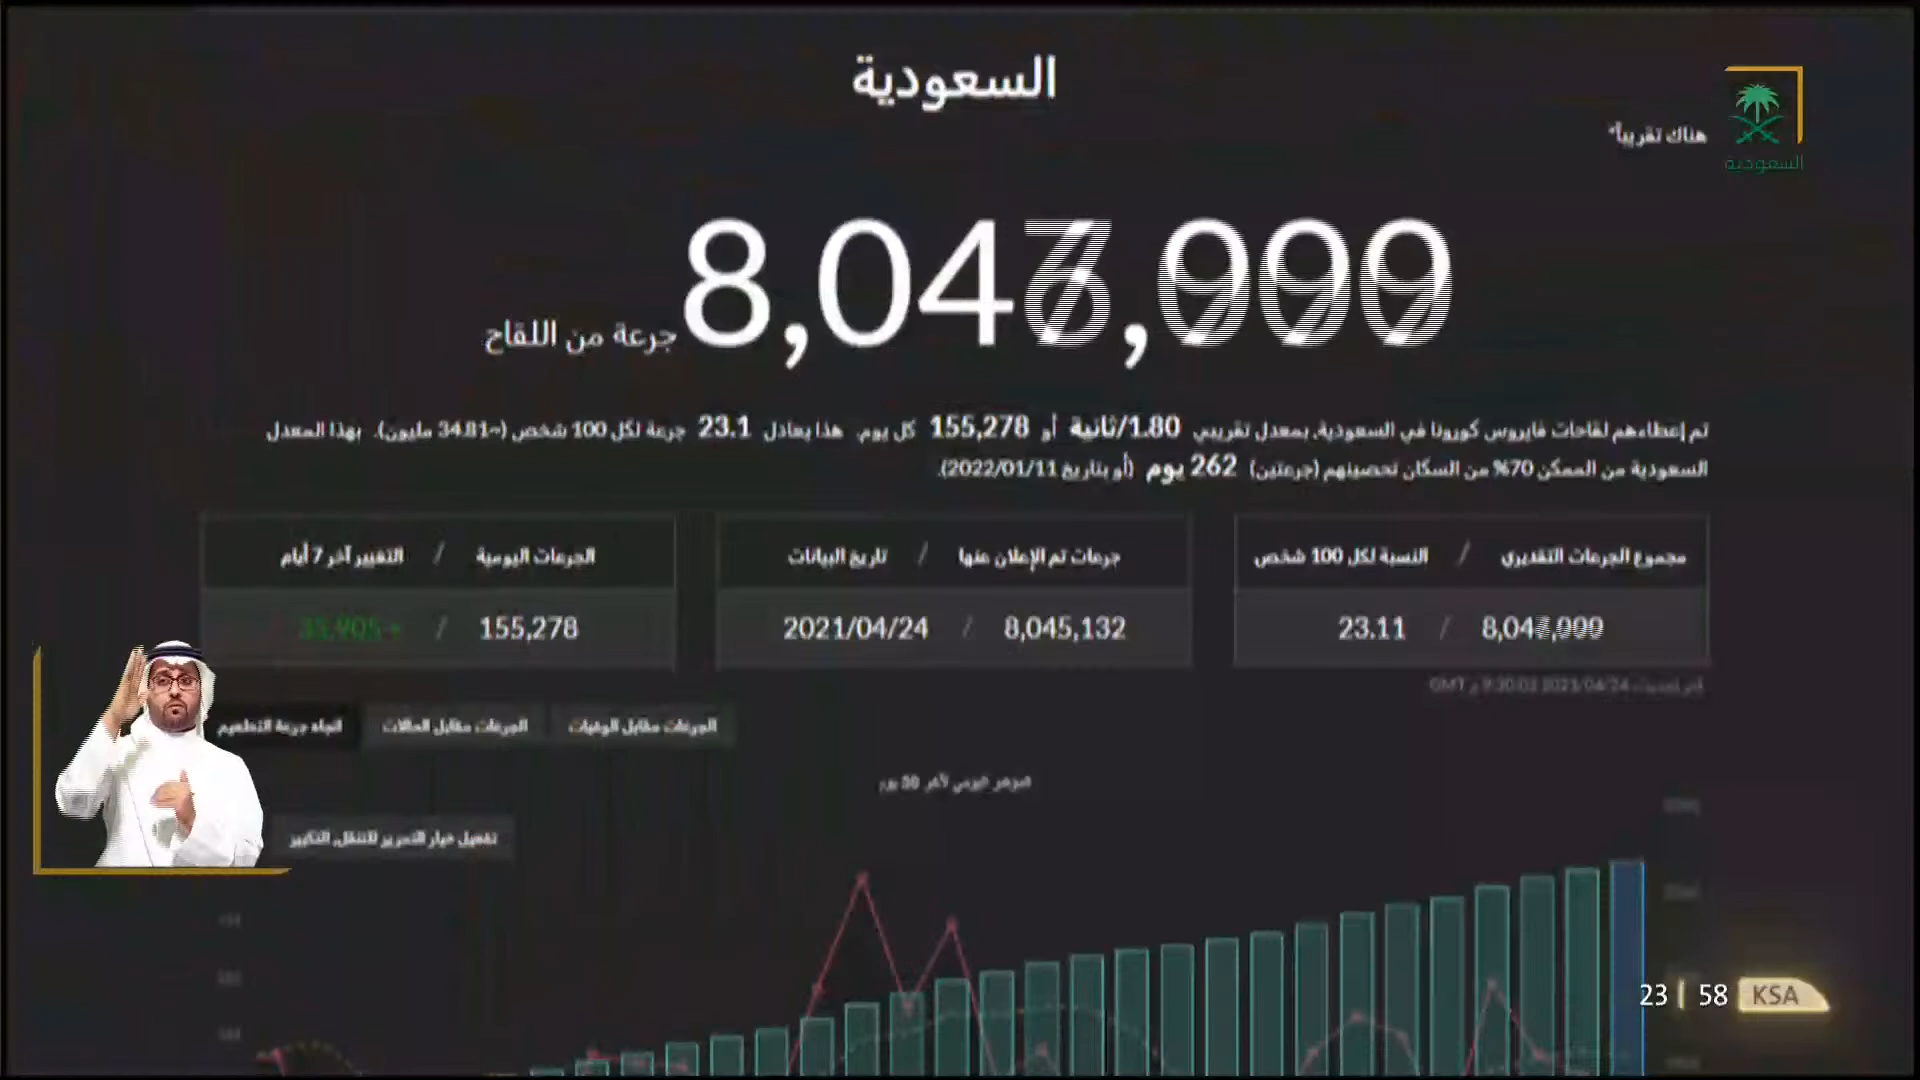 السعودية
السعودية
هناك تقريباً*
جرعة من اللقاح
تم إعطاءهم لقاحات فايروس كورونا في السعودية, بمعدل تقريبي 1.80/ثانية أو 155,278 كل يوم. هذا يعادل 23.1 جرعة لكل 100 شخص (~34.81 مليون). بهذا المعدل
السعودية من الممكن 70% من السكّان تحصينهم (جرعتين) 262 يوم (أو بتاريخ 2022/01/11).
مجموع الجرعات التقديري / النسبة لكل 100 شخص
23.11 /
جرعات تم الإعلان عنها / تاريخ البيانات
8,045,132 / 2021/04/24
الجرعات اليومية / التغيير آخر 7 أيام
155,278 / + 35,905
الجرعات مقابل الوفيات
الجرعات مقابل الحالات
اتجاه جرعة التطعيم
تفعيل خيار التمرير للتنقل, التكبير
23 | 58 KSA